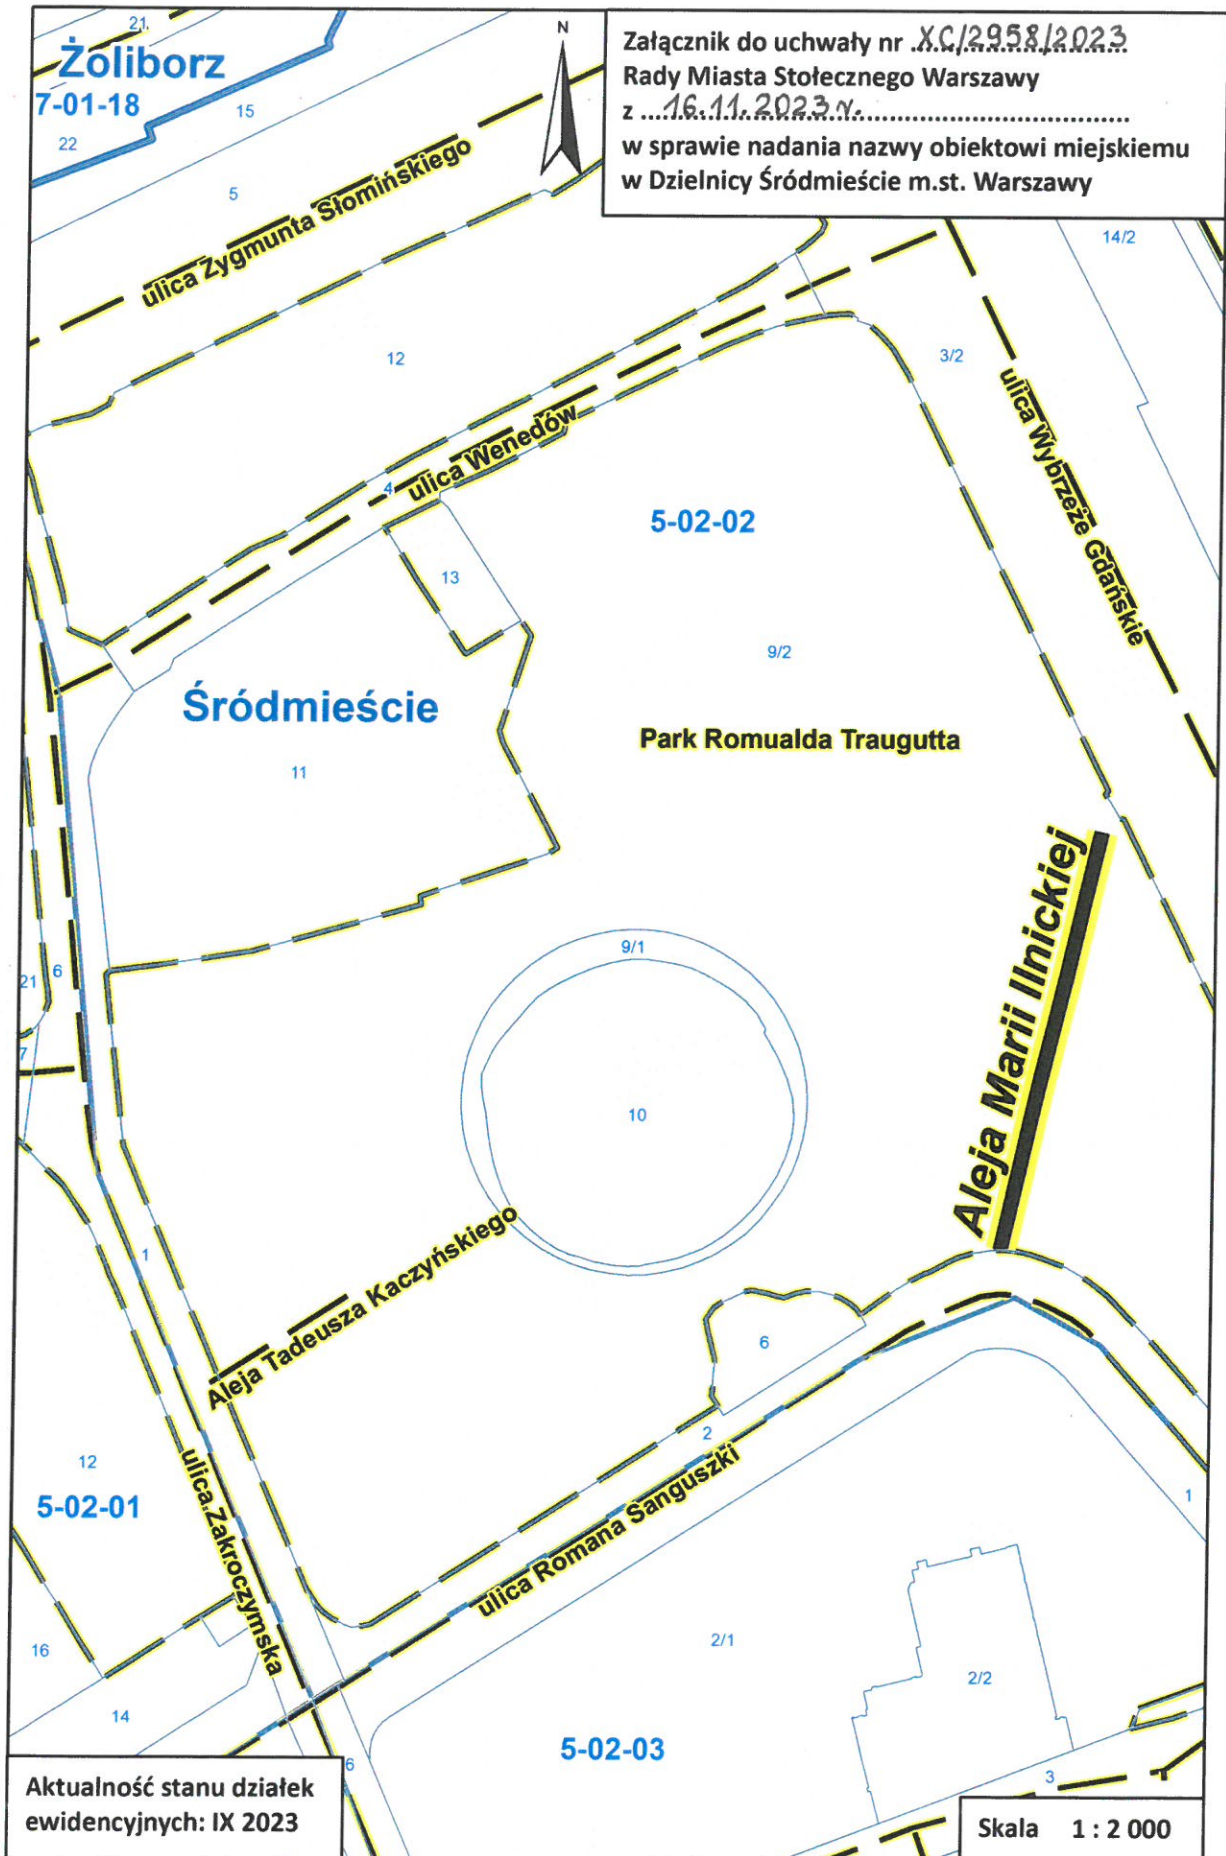 21.
Żoliborz
7-01-18
15
22
5
N
Załącznik do uchwały nr XC/2958/2023
Rady Miasta Stołecznego Warszawy
z 16.11.2023 r.
w sprawie nadania nazwy obiektowi miejskiemu
w Dzielnicy Śródmieście m.st. Warszawy
14/2
ulica Zygmunta Słomińskiego
12
3/2
ulica Wenedów
4
ulica Wybrzeże Gdańskie
5-02-02
13
9/2
Śródmieście
Park Romualda Traugutta
11
Aleja Marii Ilnickiej
9/1
21
6
7
10
1
Aleja Tadeusza Kaczyńskiego
6
2
12
5-02-01
ulica Zakroczymska
ulica Romana Sanguszki
1
16
2/1
2/2
14
5-02-03
6
3
Aktualność stanu działek
ewidencyjnych: IX 2023
Skala 1 : 2 000